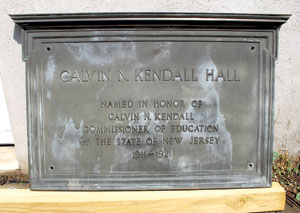 CALVIN N. KENDALL HALL
NAMED IN HONOR OF
CALVIN N. KENDALL
COMMISSIONER OF EDUCATION
OF THE STATE OF NEW JERSEY
1911-1921